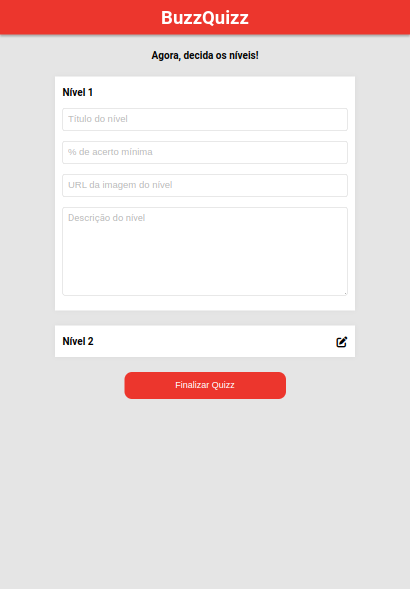 BuzzQuizz
Agora, decida os níveis!
Nível 1
Título do nível
% de acerto mínima
URL da imagem do nível
Descrição do nível
Nível 2
Finalizar Quizz